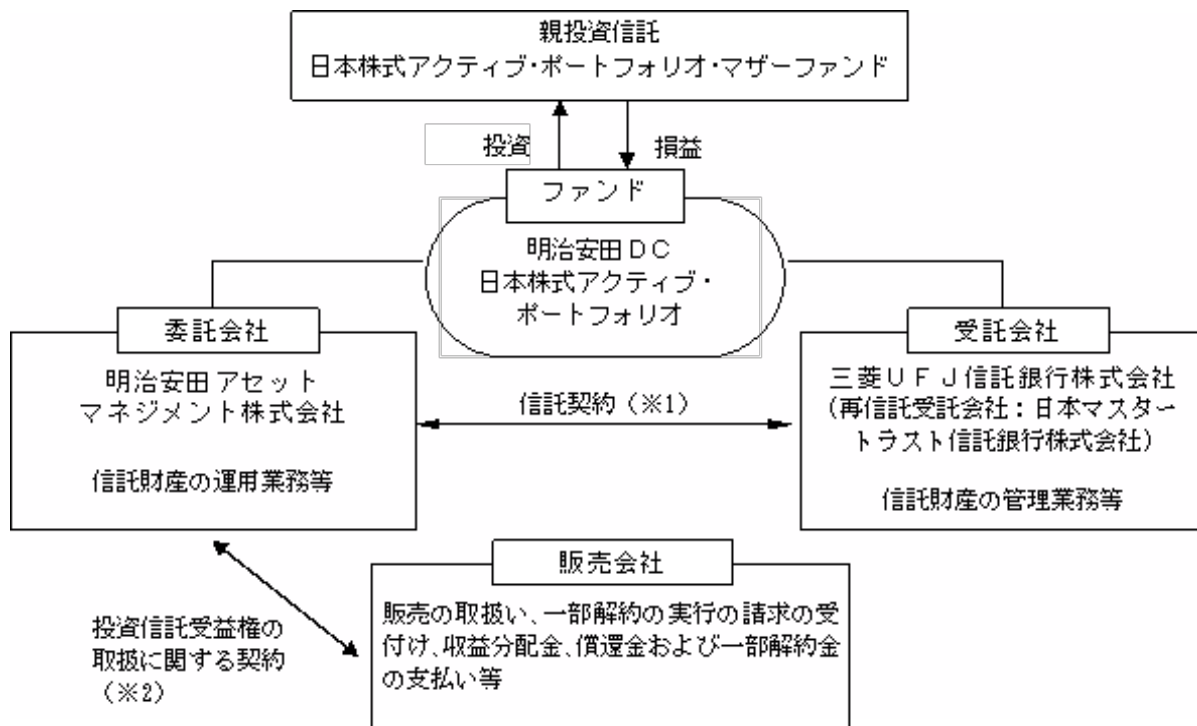 親投資信託
日本株式アクティブ・ポートフォリオ・マザーファンド
投資
損益
ファンド
明治安田ＤＣ
日本株式アクティブ・
ポートフォリオ
委託会社
明治安田アセット
マネジメント株式会社
信託財産の運用業務等
信託契約（※1）
受託会社
三菱ＵＦＪ信託銀行株式会社
（再信託受託会社：日本マスター
トラスト信託銀行株式会社）
信託財産の管理業務等
販売会社
販売の取扱い、一部解約の実行の請求の受
付け、収益分配金、償還金および一部解約金
の支払い等
投資信託受益権の
取扱に関する契約
（※2）